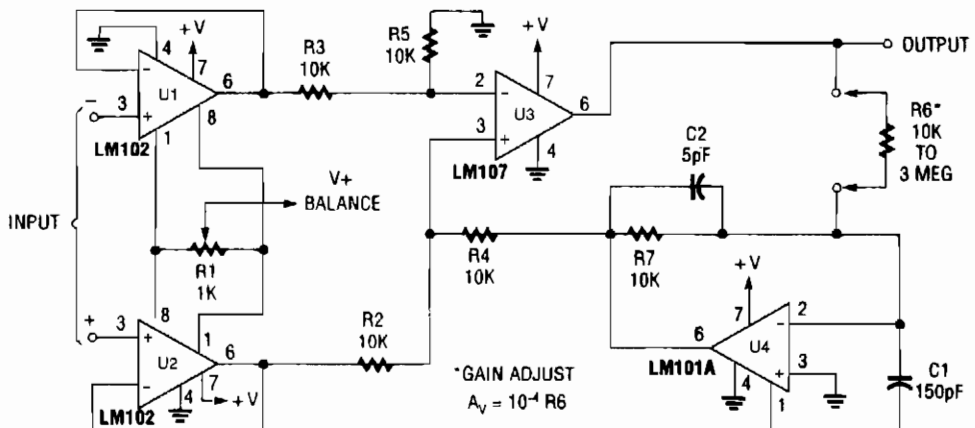 +V
4
7
−
U1
6
3
+
8
1
LM102
−
R3
10K
R5
10K
+V
7
2
−
U3
6
3
+
4
LM107
OUTPUT
R6*
10K
TO
3 MEG
C2
5pF
V+
BALANCE
INPUT
R1
1K
R4
10K
R7
10K
+
3
8
1
+
U2
6
−
4
7
+V
LM102
R2
10K
*GAIN ADJUST
Aᵥ = 10⁻⁴ R6
+V
7
2
−
6
U4
3
+
4
1
LM101A
C1
150pF